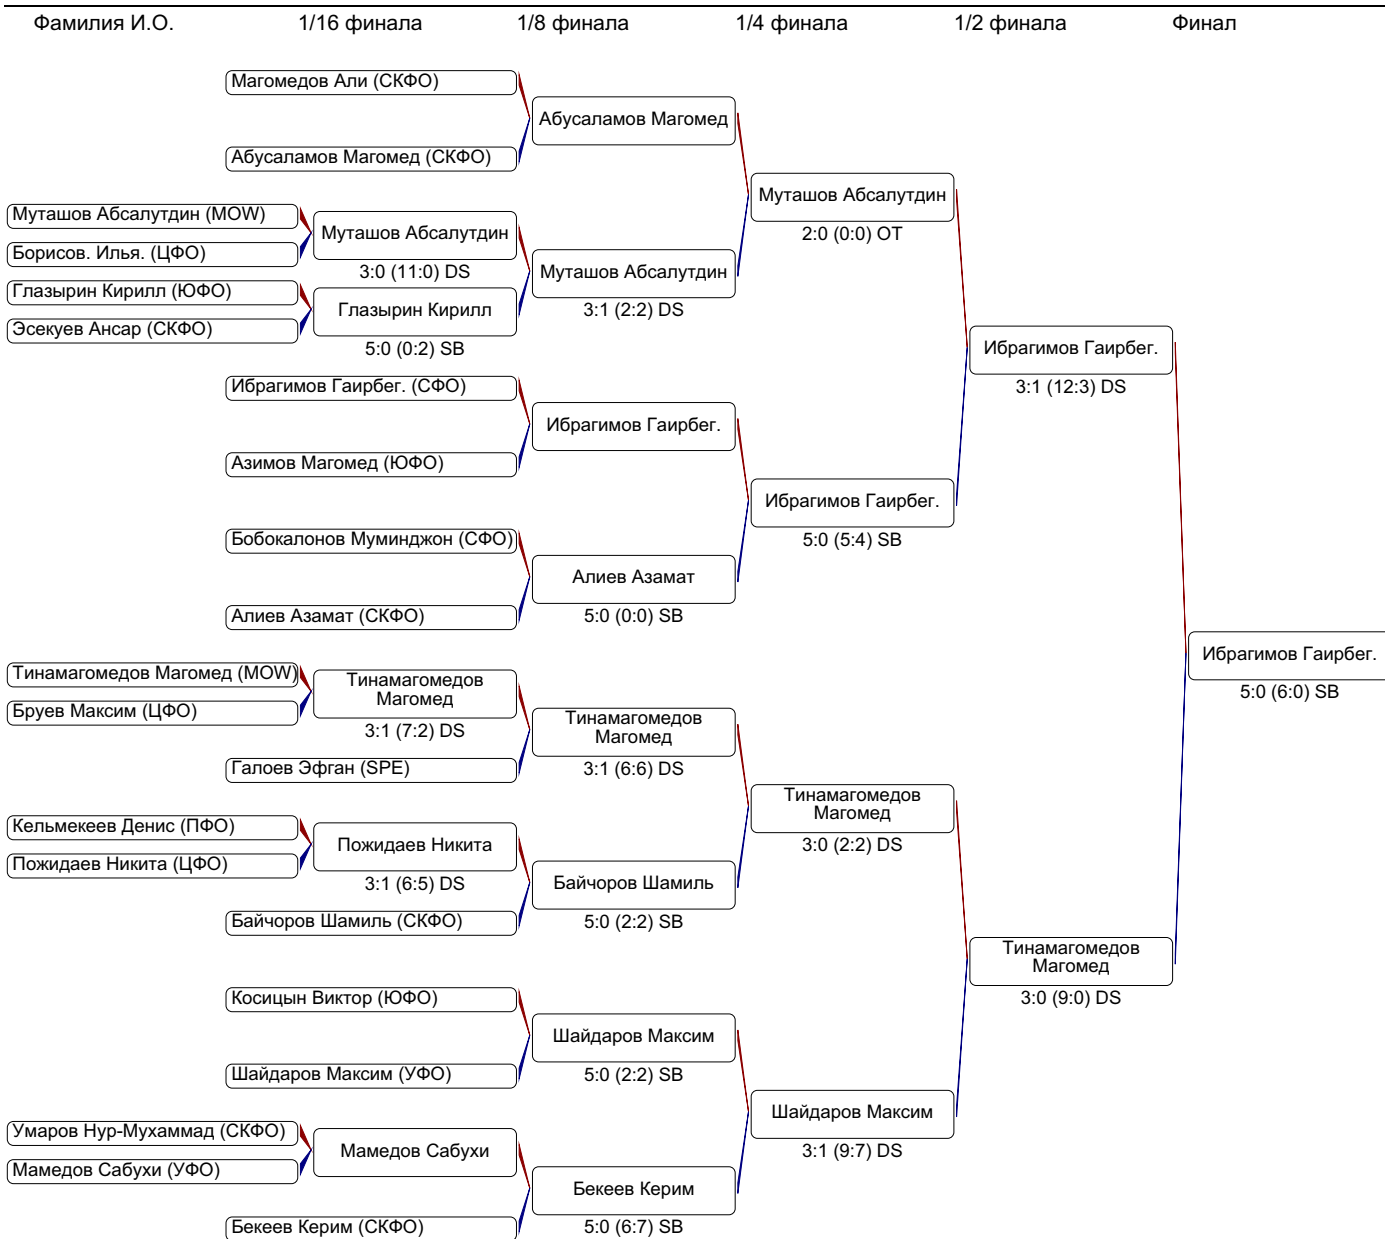 Фамилия И.О. 1/16 финала 1/8 финала 1/4 финала 1/2 финала Финал
Магомедов Али (СКФО)
Абусаламов Магомед
Абусаламов Магомед (СКФО)
Муташов Абсалутдин
2:0 (0:0) OT
Муташов Абсалутдин (MOW)
Муташов Абсалутдин
3:0 (11:0) DS
Борисов. Илья. (ЦФО)
Муташов Абсалутдин
3:1 (2:2) DS
Глазырин Кирилл (ЮФО)
Глазырин Кирилл
5:0 (0:2) SB
Эсекуев Ансар (СКФО)
Ибрагимов Гаирбег.
3:1 (12:3) DS
Ибрагимов Гаирбег. (СФО)
Ибрагимов Гаирбег.
Азимов Магомед (ЮФО)
Ибрагимов Гаирбег.
5:0 (5:4) SB
Бобокалонов Муминджон (СФО)
Алиев Азамат
5:0 (0:0) SB
Алиев Азамат (СКФО)
Ибрагимов Гаирбег.
5:0 (6:0) SB
Тинамагомедов Магомед (MOW)
Тинамагомедов
Магомед
3:1 (7:2) DS
Бруев Максим (ЦФО)
Тинамагомедов
Магомед
3:1 (6:6) DS
Галоев Эфган (SPE)
Тинамагомедов
Магомед
3:0 (2:2) DS
Кельмекеев Денис (ПФО)
Пожидаев Никита
3:1 (6:5) DS
Пожидаев Никита (ЦФО)
Байчоров Шамиль
5:0 (2:2) SB
Байчоров Шамиль (СКФО)
Тинамагомедов
Магомед
3:0 (9:0) DS
Косицын Виктор (ЮФО)
Шайдаров Максим
5:0 (2:2) SB
Шайдаров Максим (УФО)
Шайдаров Максим
3:1 (9:7) DS
Умаров Нур-Мухаммад (СКФО)
Мамедов Сабухи
Мамедов Сабухи (УФО)
Бекеев Керим
5:0 (6:7) SB
Бекеев Керим (СКФО)